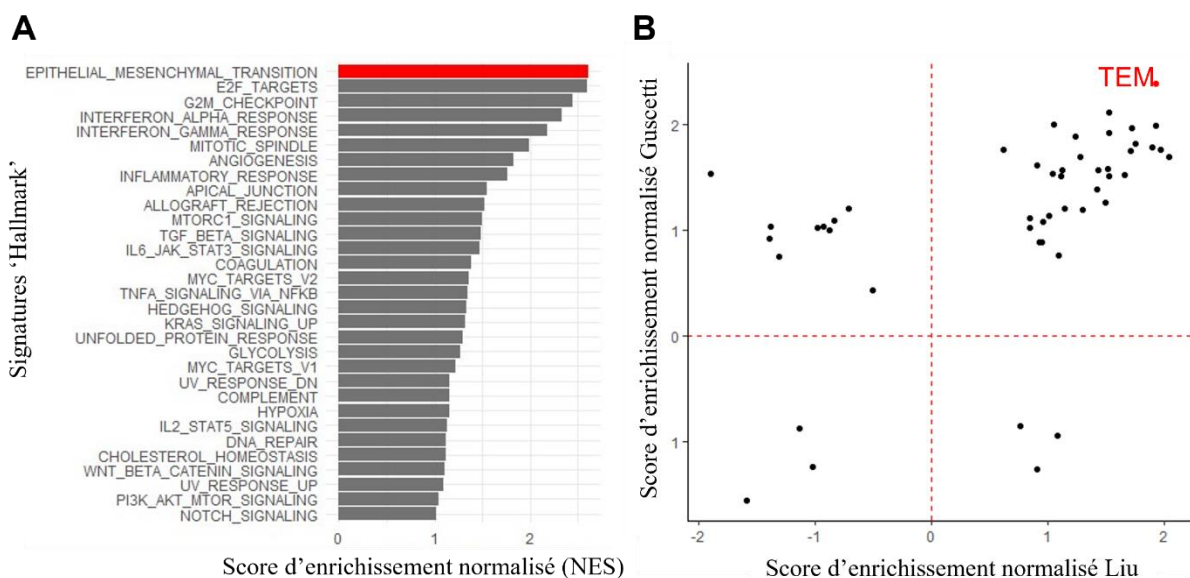 A
Signatures ‘Hallmark’
EPITHELIAL_MESENCHYMAL_TRANSITION
E2F_TARGETS
G2M_CHECKPOINT
INTERFERON_ALPHA_RESPONSE
INTERFERON_GAMMA_RESPONSE
MITOTIC_SPINDLE
ANGIOGENESIS
INFLAMMATORY_RESPONSE
APICAL_JUNCTION
ALLOGRAFT_REJECTION
MTORC1_SIGNALING
TGF_BETA_SIGNALING
IL6_JAK_STAT3_SIGNALING
COAGULATION
MYC_TARGETS_V2
TNFA_SIGNALING_VIA_NFKB
HEDGEHOG_SIGNALING
KRAS_SIGNALING_UP
UNFOLDED_PROTEIN_RESPONSE
GLYCOLYSIS
MYC_TARGETS_V1
UV_RESPONSE_DN
COMPLEMENT
HYPOXIA
IL2_STAT5_SIGNALING
DNA_REPAIR
CHOLESTEROL_HOMEOSTASIS
WNT_BETA_CATENIN_SIGNALING
UV_RESPONSE_UP
PI3K_AKT_MTOR_SIGNALING
NOTCH_SIGNALING
0 1 2
Score d’enrichissement normalisé (NES)
B
Score d’enrichissement normalisé Guscetti
TEM
2
1
0
1
-2 -1 0 1 2
Score d’enrichissement normalisé Liu